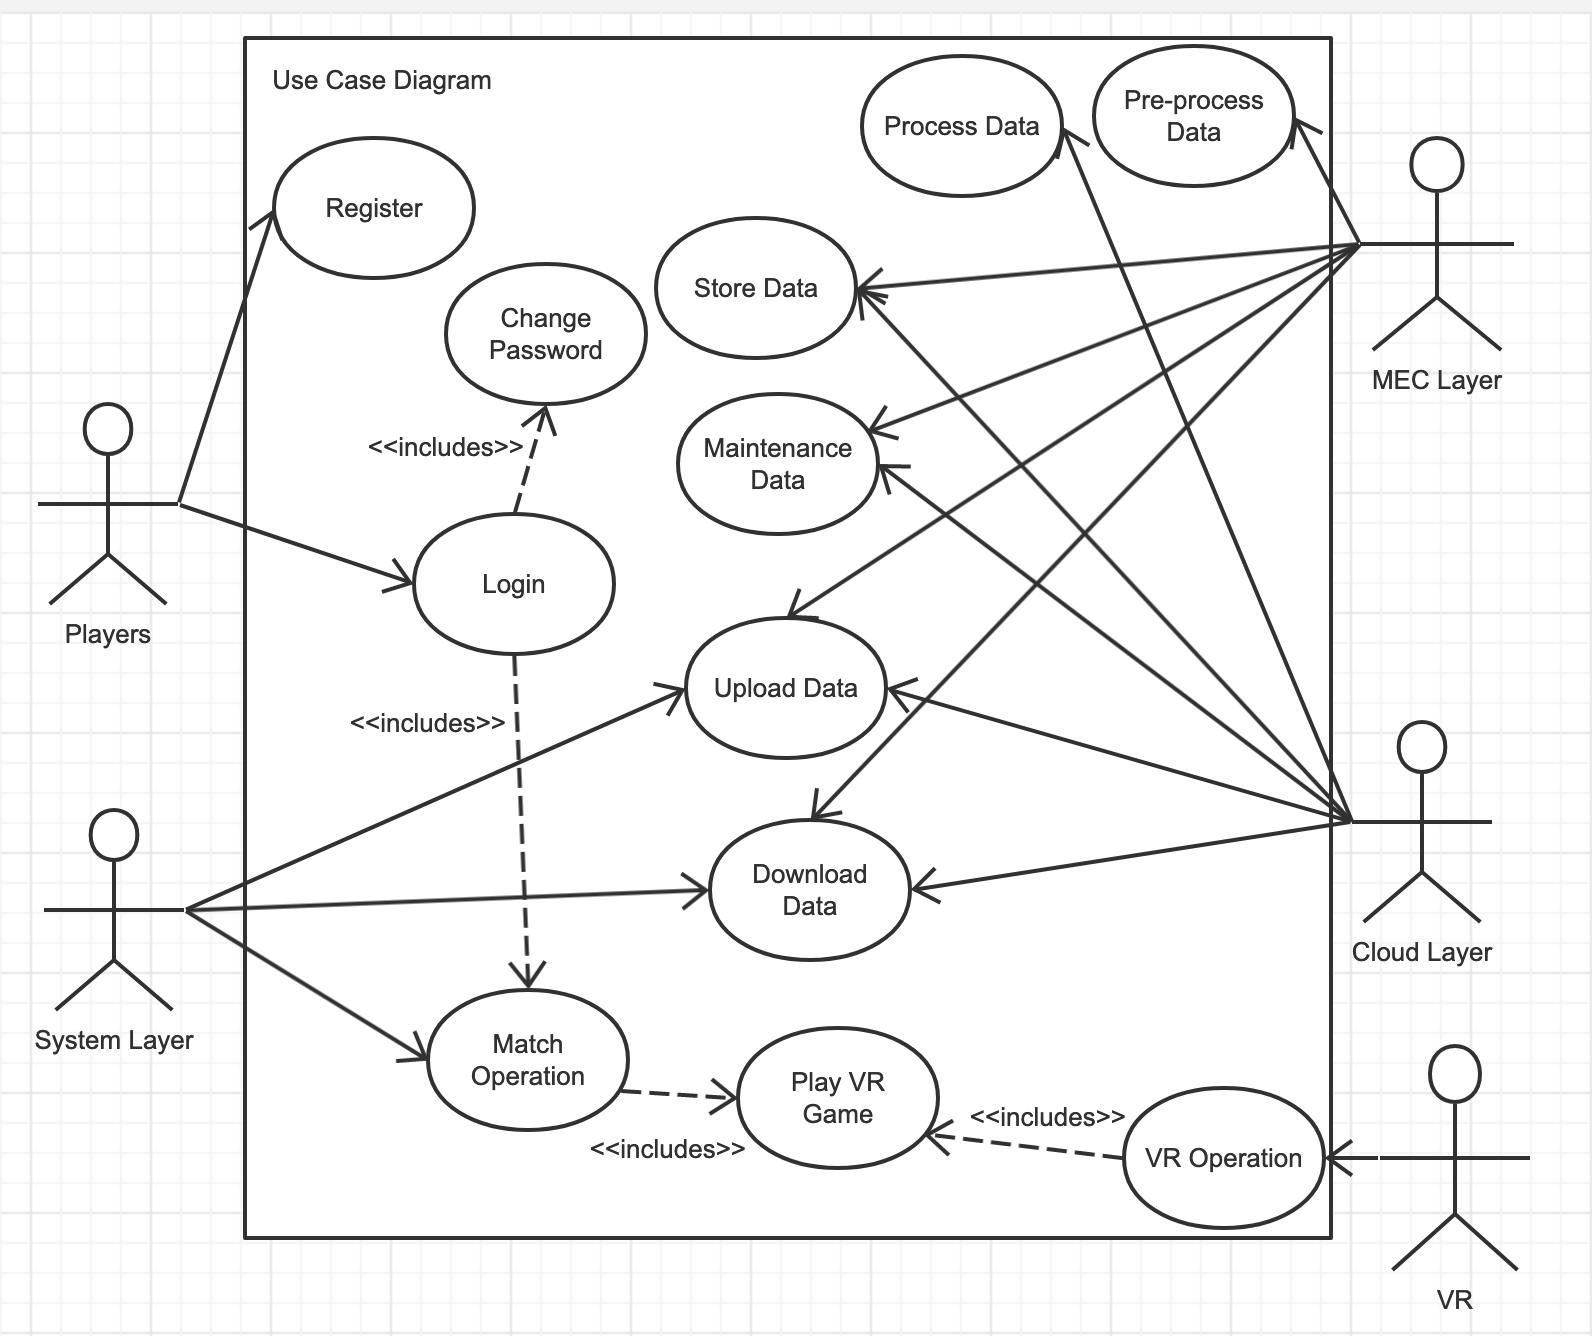 Use Case Diagram
Process Data
Pre-process
Data
Register
Store Data
Change
Password
MEC Layer
<<includes>>
Maintenance
Data
Login
Players
Upload Data
<<includes>>
Download
Data
Cloud Layer
System Layer
Match
Operation
Play VR
Game
<<includes>>
<<includes>>
VR Operation
VR